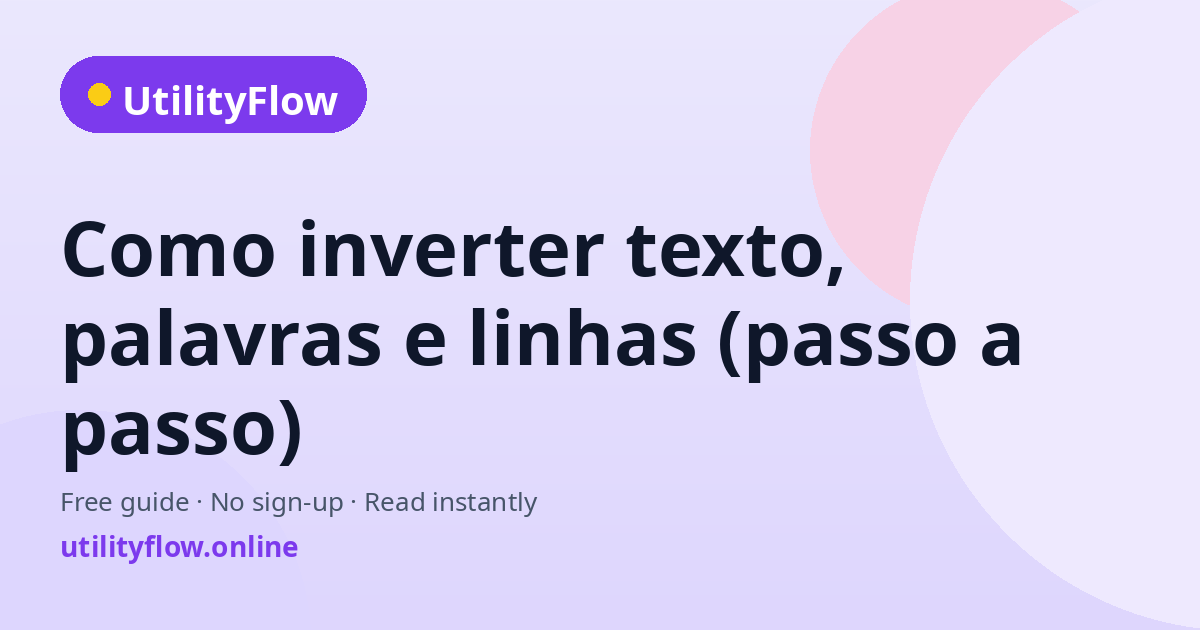 UtilityFlow
Como inverter texto,
palavras e linhas (passo a
passo)
Free guide · No sign-up · Read instantly
utilityflow.online